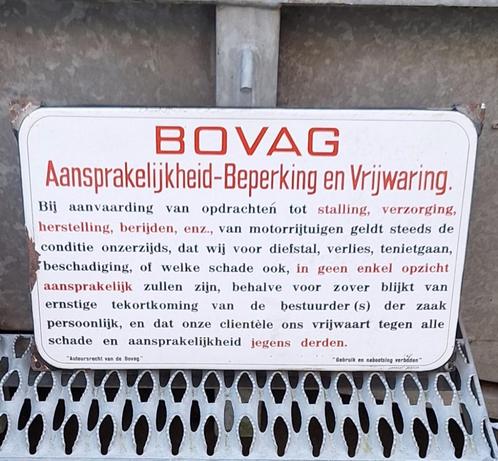 BOVAG
Aansprakelijkheid-Beperking en Vrijwaring.
Bij aanvaarding van opdrachten tot stalling, verzorging,
herstelling, berijden, enz., van motorrijtuigen geldt steeds de
conditie onzerzijds, dat wij voor diefstal, verlies, tenietgaan,
beschadiging, of welke schade ook, in geen enkel opzicht
aansprakelijk zullen zijn, behalve voor zover blijkt van
ernstige tekortkoming van de bestuurder(s) der zaak
persoonlijk, en dat onze clientèle ons vrijwaart tegen alle
schade en aansprakelijkheid jegens derden.
"Auteursrecht van de Bovag." "Gebruik en nabootsing verboden"